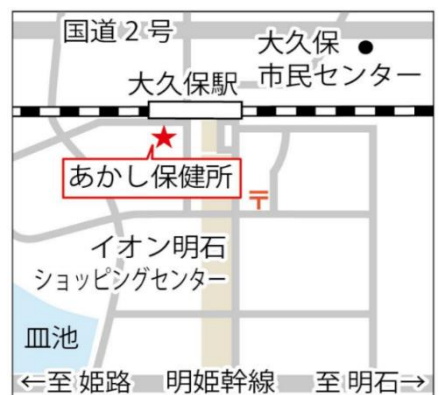 国道2号
大久保
市民センター
大久保駅
あかし保健所
〒
イオン明石
ショッピングセンター
皿池
←至 姫路
明姫幹線
至 明石→